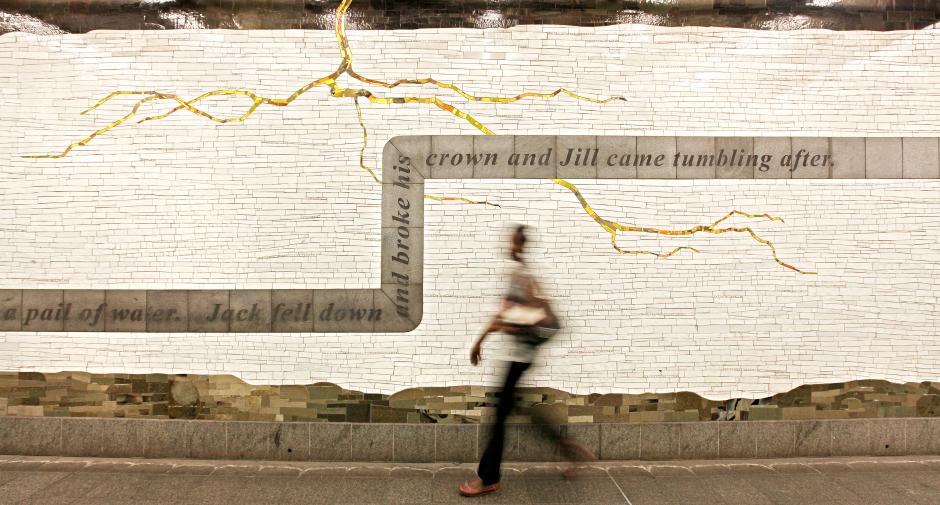 a pail of water. Jack fell down
and broke his
crown and Jill came tumbling after.